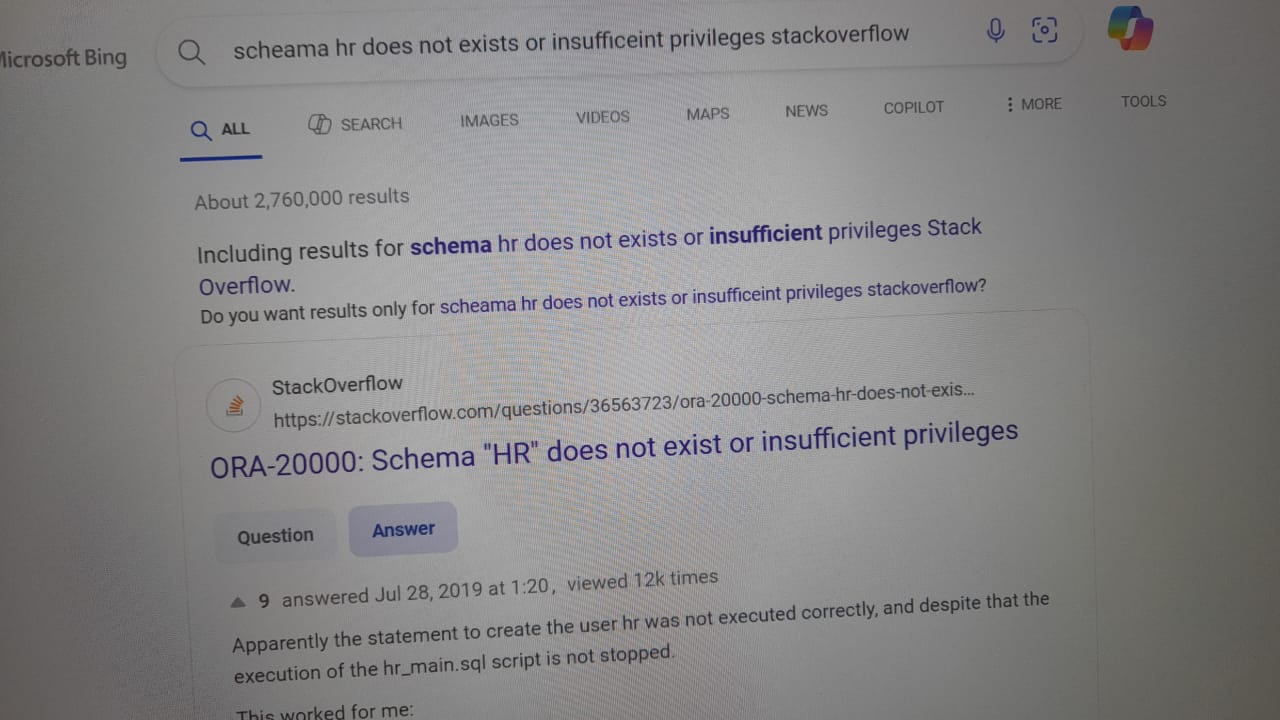 Microsoft Bing
scheama hr does not exists or insufficeint privileges stackoverflow
ALL SEARCH IMAGES VIDEOS MAPS NEWS COPILOT MORE TOOLS
About 2,760,000 results
Including results for schema hr does not exists or insufficient privileges Stack
Overflow.
Do you want results only for scheama hr does not exists or insufficeint privileges stackoverflow?
StackOverflow
https://stackoverflow.com/questions/36563723/ora-20000-schema-hr-does-not-exis...
ORA-20000: Schema "HR" does not exist or insufficient privileges
Question Answer
9 answered Jul 28, 2019 at 1:20, viewed 12k times
Apparently the statement to create the user hr was not executed correctly, and despite that the
execution of the hr_main.sql script is not stopped.
This worked for me: